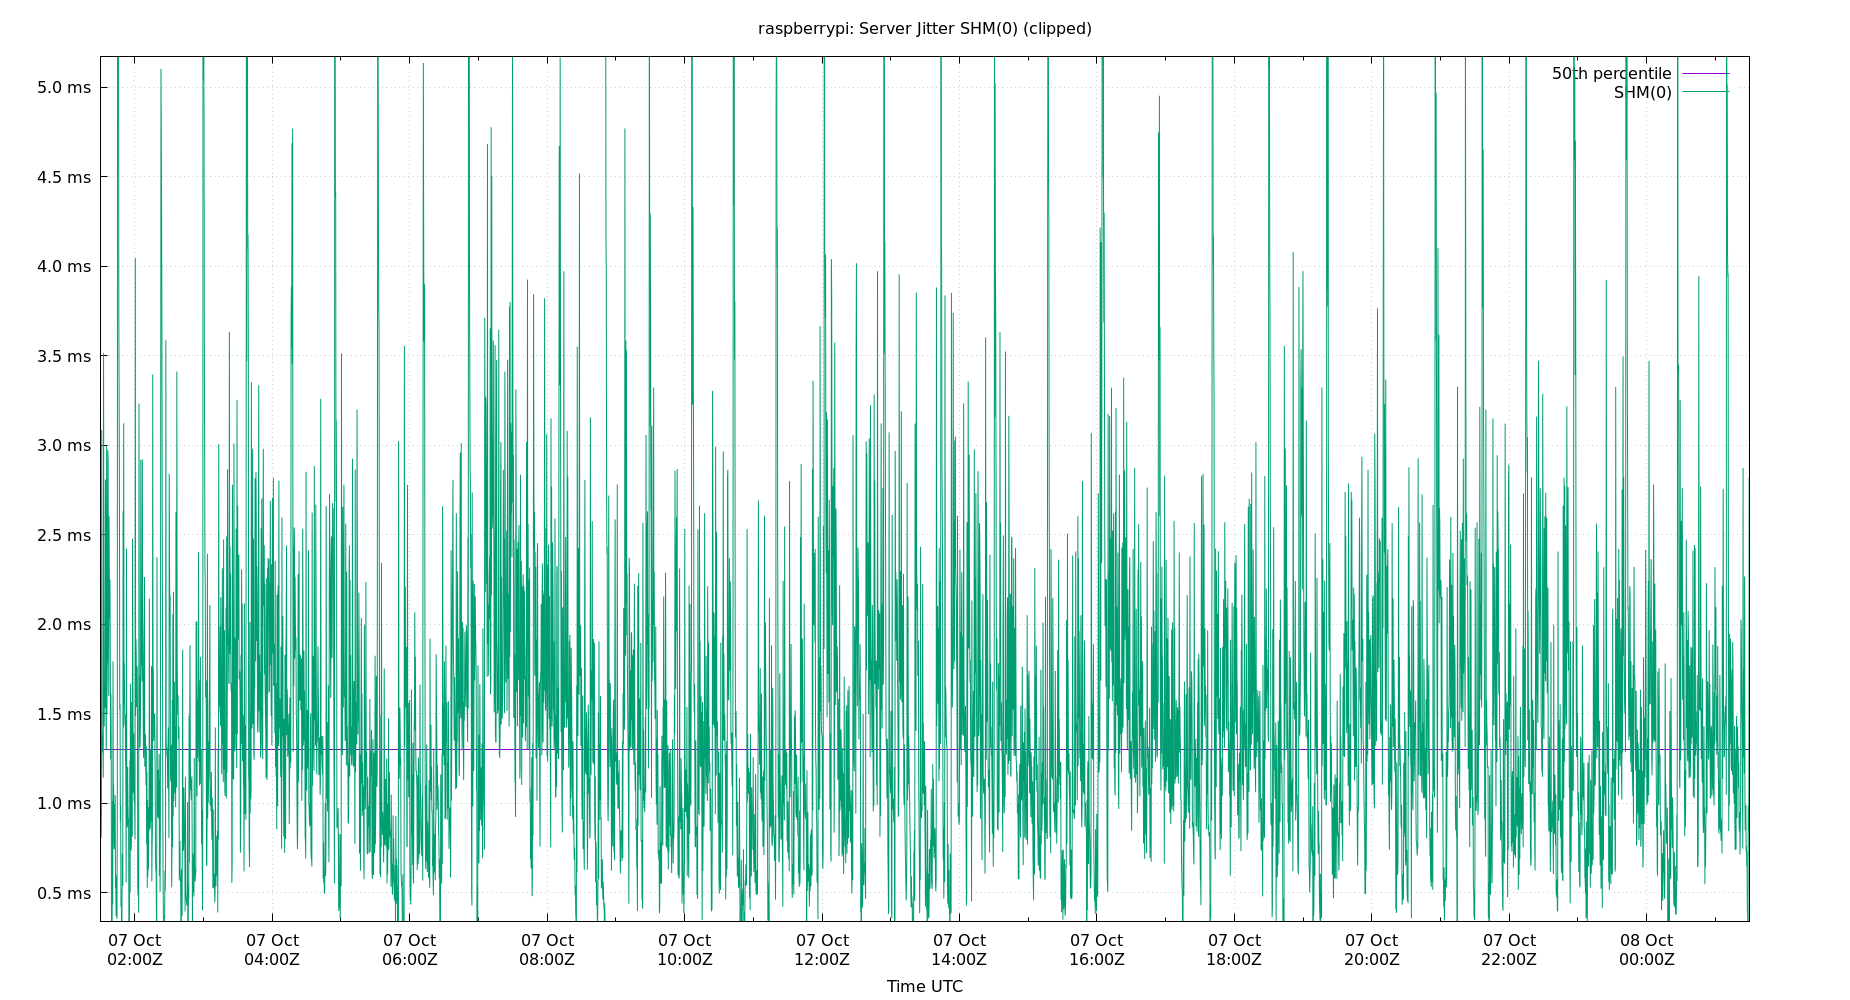 raspberrypi: Server Jitter SHM(0) (clipped)
50th percentile
SHM(0)
5.0 ms
4.5 ms
4.0 ms
3.5 ms
3.0 ms
2.5 ms
2.0 ms
1.5 ms
1.0 ms
0.5 ms
07 Oct 07 Oct 07 Oct 07 Oct 07 Oct 07 Oct 07 Oct 07 Oct 07 Oct 07 Oct 07 Oct 08 Oct
02:00Z 04:00Z 06:00Z 08:00Z 10:00Z 12:00Z 14:00Z 16:00Z 18:00Z 20:00Z 22:00Z 00:00Z
Time UTC